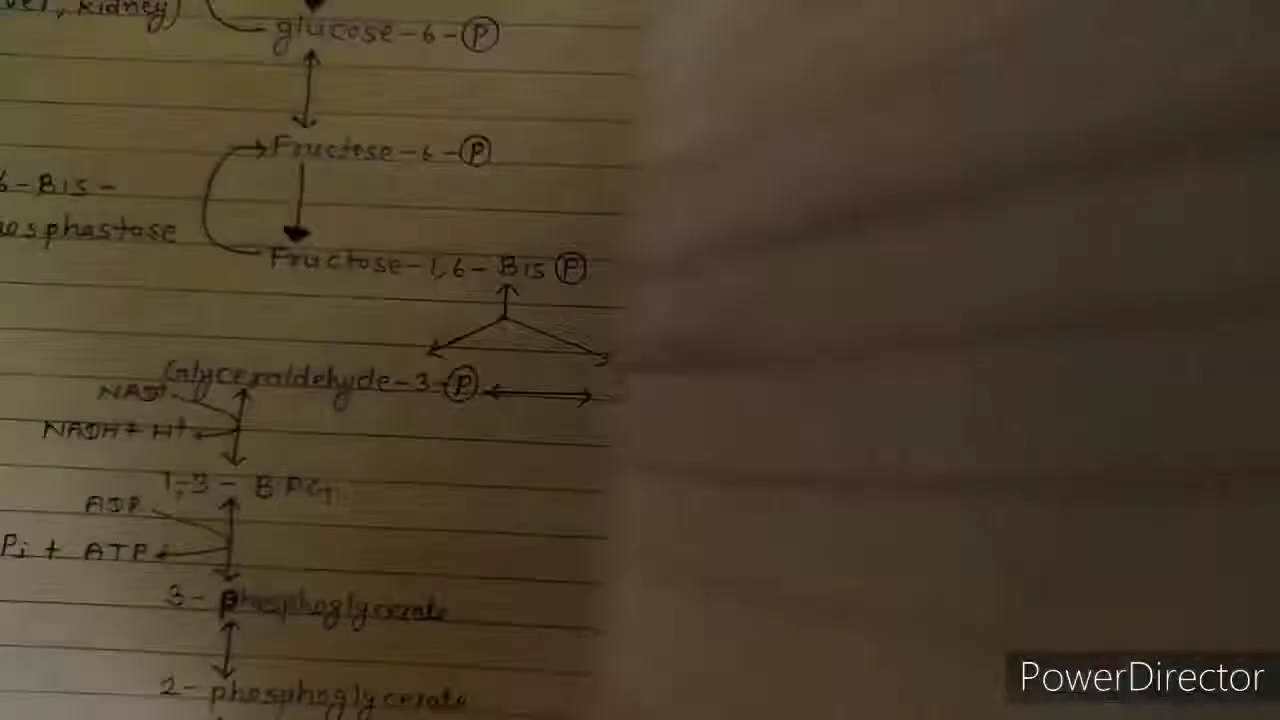 kidney)
glucose-6-Ⓟ
Fructose-6-Ⓟ
6-BIS-
Fructose-1,6-BIS Ⓟ
Glyceraldehyde-3-Ⓟ
NAD+
NADH+ H+
1,3-BPG
ADP
Pi + ATP
3-phosphoglycerate
2-phosphoglycerate
PowerDirector